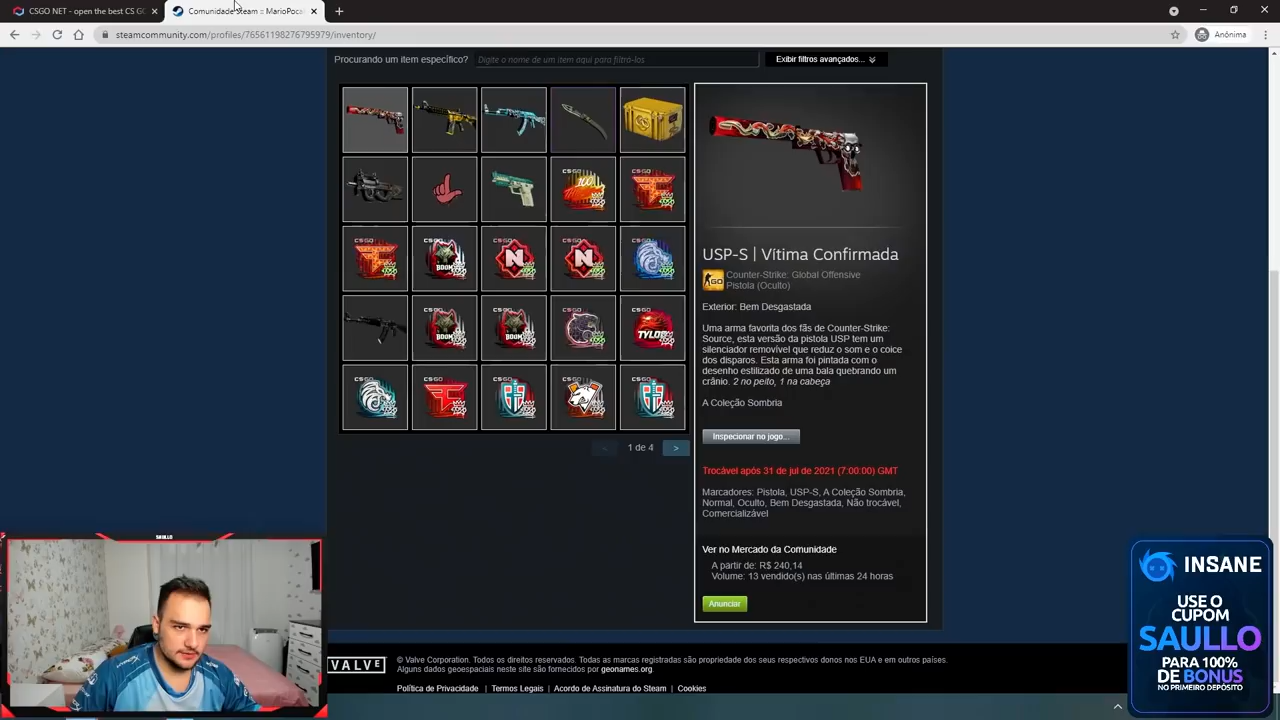 CSGO NET - open the best CS GO
Comunidade Steam :: MarioPoca
steamcommunity.com/profiles/76561198276795979/inventory/
Anónima
Procurando um item específico?
Digite o nome de um item aqui para filtrá-los
Exibir filtros avançados...
USP-S | Vítima Confirmada
Counter-Strike: Global Offensive
Pistola (Oculto)
Exterior: Bem Desgastada
Uma arma favorita dos fãs de Counter-Strike:
Source, esta versão da pistola USP tem um
silenciador removível que reduz o som e o coice
dos disparos. Esta arma foi pintada com o
desenho estilizado de uma bala quebrando um
crânio. 2 no peito, 1 na cabeça
A Coleção Sombria
Inspecionar no jogo...
< 1 de 4 >
Trocável após 31 de jul de 2021 (7:00:00) GMT
Marcadores: Pistola, USP-S, A Coleção Sombria,
Normal, Oculto, Bem Desgastada, Não trocável,
Comercializável
Ver no Mercado da Comunidade
A partir de: R$ 240,14
Volume: 13 vendido(s) nas últimas 24 horas
Anunciar
SAULLO
INSANE
USE O
CUPOM
SAULLO
PARA 100%
DE BONUS
NO PRIMEIRO DEPÓSITO
VALVE
© Valve Corporation. Todos os direitos reservados. Todas as marcas registradas são propriedade dos seus respectivos donos nos EUA e em outros países.
Alguns dados geoespaciais neste site são fornecidos por geonames.org.
Política de Privacidade | Termos Legais | Acordo de Assinatura do Steam | Cookies